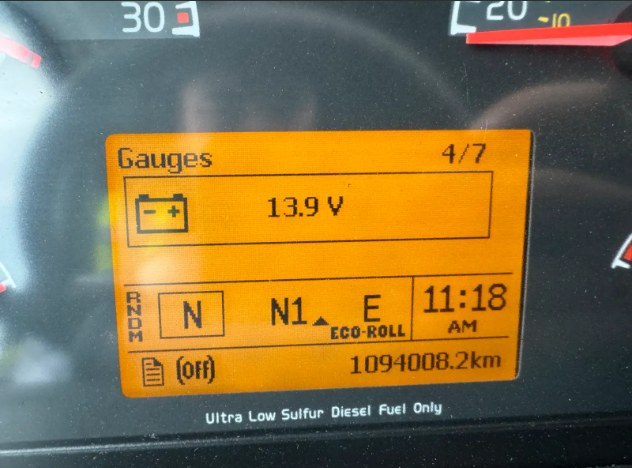 30
20
-10
Gauges 4/7
- +
13.9 V
RNDM N N1 E 11:18
ECO-ROLL AM
(Off) 1094008.2km
Ultra Low Sulfur Diesel Fuel Only